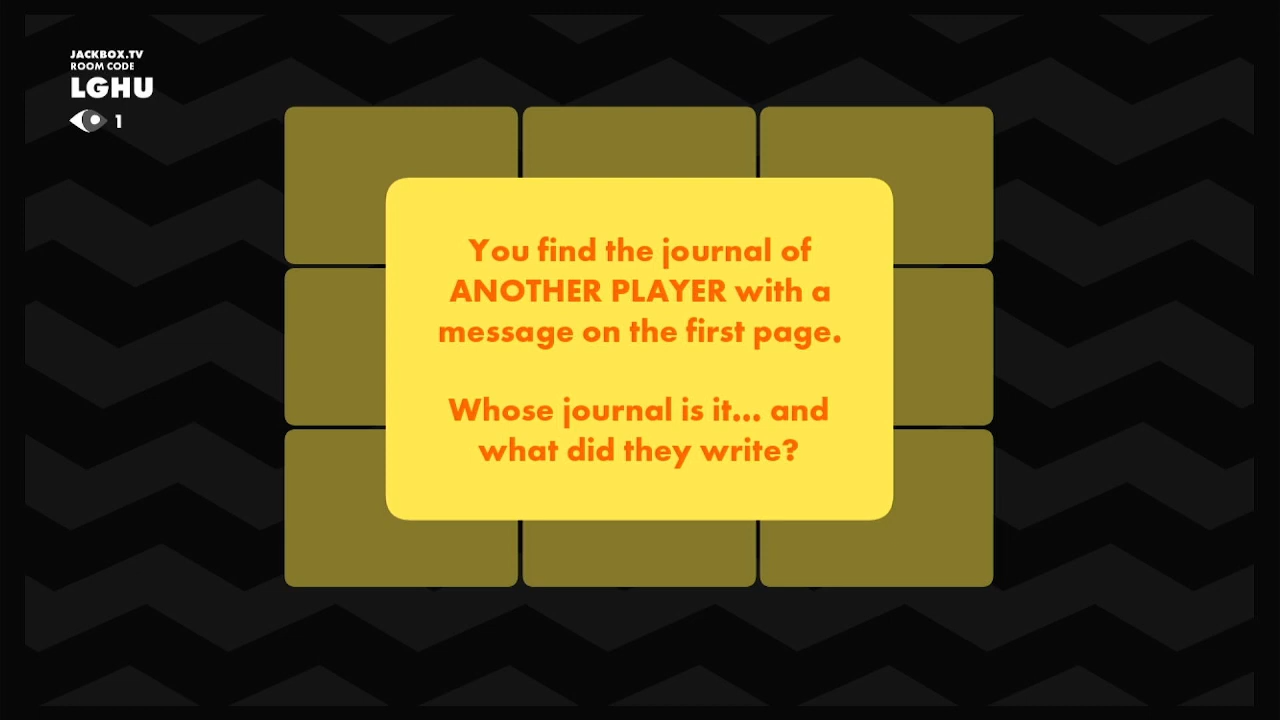 JACKBOX.TV
ROOM CODE
LGHU
1
You find the journal of
ANOTHER PLAYER with a
message on the first page.
Whose journal is it... and
what did they write?